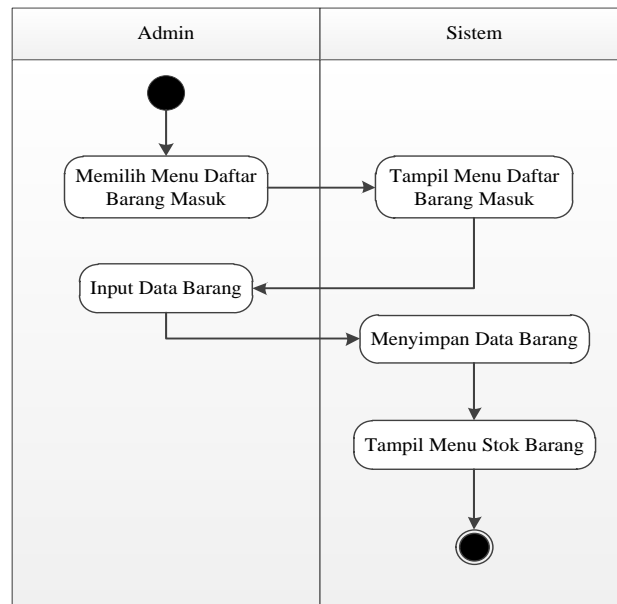 Admin
Sistem
Memilih Menu Daftar
Barang Masuk
Tampil Menu Daftar
Barang Masuk
Input Data Barang
Menyimpan Data Barang
Tampil Menu Stok Barang